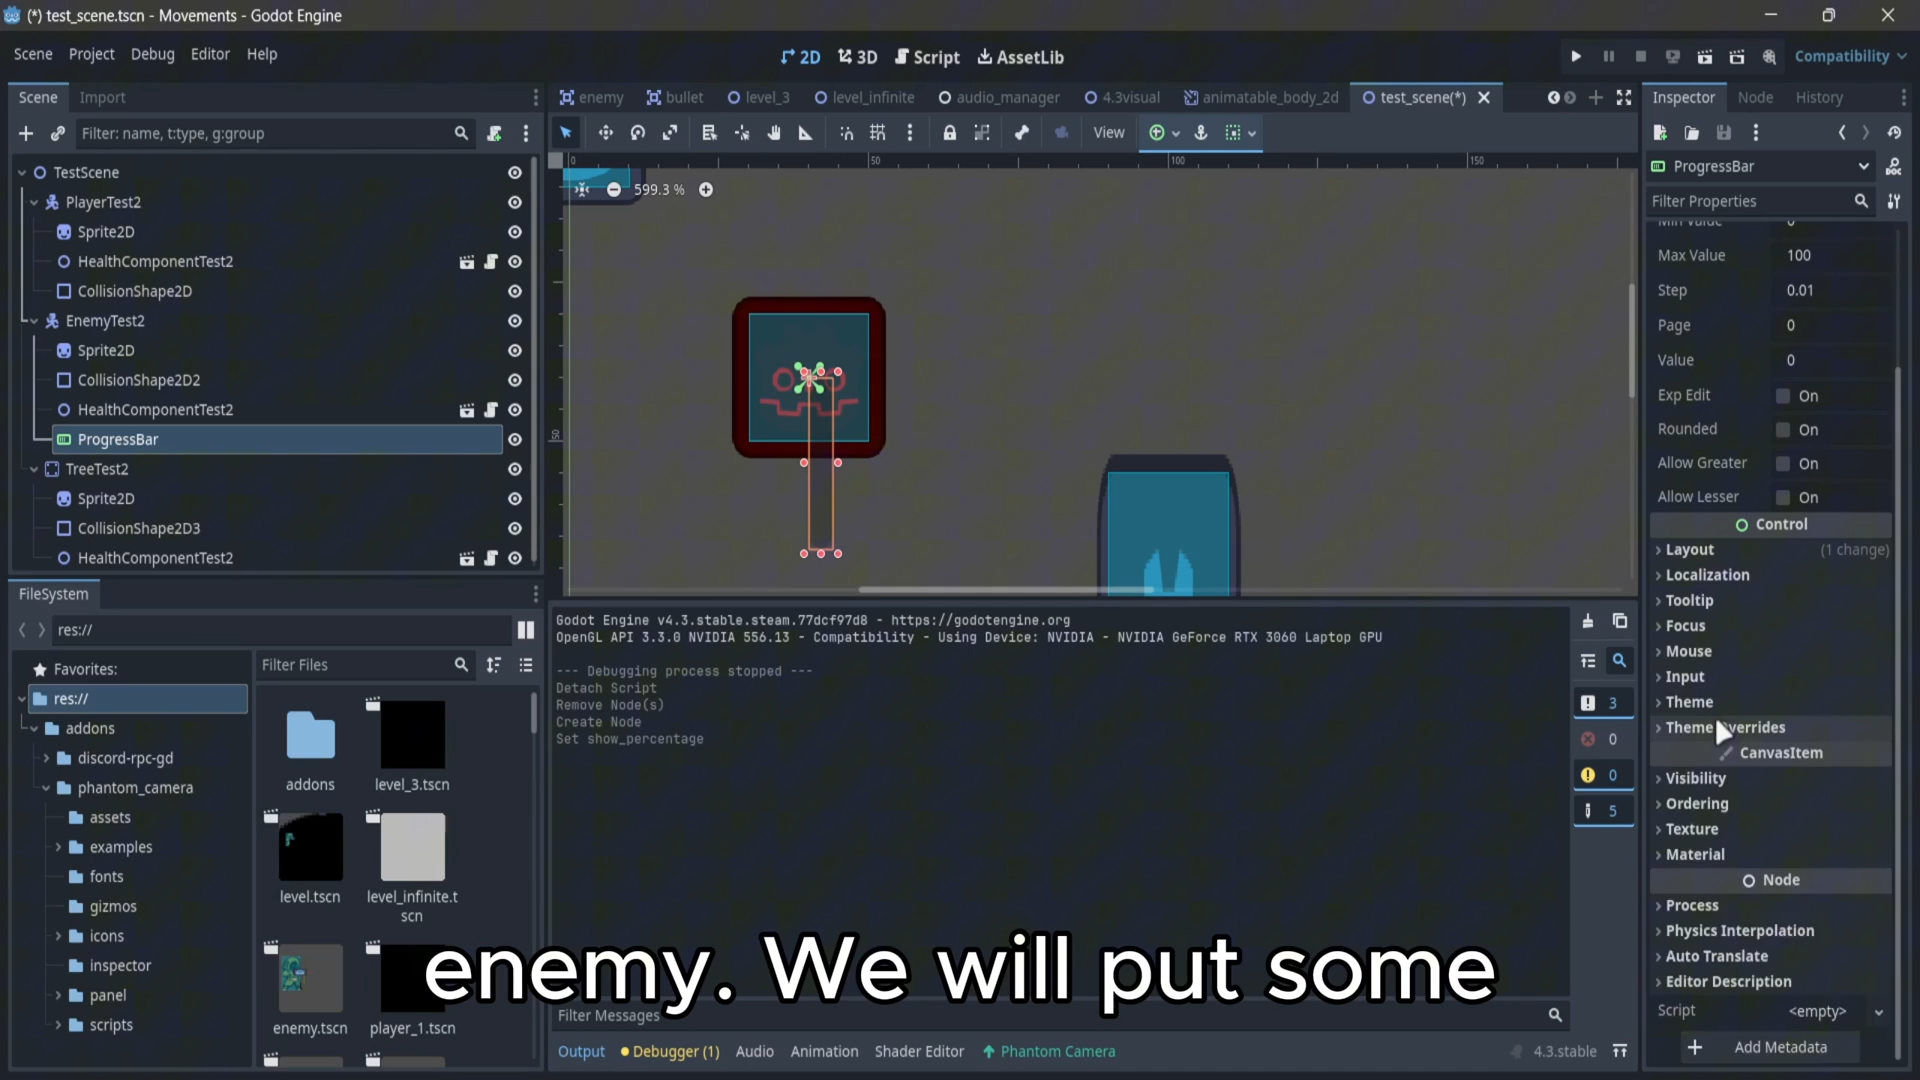 (*) test_scene.tscn - Movements - Godot Engine
Scene Project Debug Editor Help
2D 3D Script AssetLib
Compatibility
Scene Import
Filter: name, t:type, g:group
TestScene
PlayerTest2
Sprite2D
HealthComponentTest2
CollisionShape2D
EnemyTest2
Sprite2D
CollisionShape2D2
HealthComponentTest2
ProgressBar
TreeTest2
Sprite2D
CollisionShape2D3
HealthComponentTest2
FileSystem
res://
Favorites:
res://
addons
discord-rpc-gd
phantom_camera
assets
examples
fonts
gizmos
icons
inspector
panel
scripts
Filter Files
addons
level_3.tscn
level.tscn
level_infinite.t
scn
enemy.tscn
player_1.tscn
enemy bullet level_3 level_infinite audio_manager 4.3visual animatable_body_2d test_scene(*)
View
0 50 100 150
599.3 %
50
Godot Engine v4.3.stable.steam.77dcf97d8 - https://godotengine.org
OpenGL API 3.3.0 NVIDIA 556.13 - Compatibility - Using Device: NVIDIA - NVIDIA GeForce RTX 3060 Laptop GPU
--- Debugging process stopped ---
Detach Script
Remove Node(s)
Create Node
Set show_percentage
3
0
0
5
enemy. We will put some
Filter Messages
Output Debugger (1) Audio Animation Shader Editor Phantom Camera
4.3.stable
Inspector Node History
ProgressBar
Filter Properties
Min Value 0
Max Value 100
Step 0.01
Page 0
Value 0
Exp Edit On
Rounded On
Allow Greater On
Allow Lesser On
Control
Layout (1 change)
Localization
Tooltip
Focus
Mouse
Input
Theme
Theme verrides
CanvasItem
Visibility
Ordering
Texture
Material
Node
Process
Physics Interpolation
Auto Translate
Editor Description
Script <empty>
Add Metadata